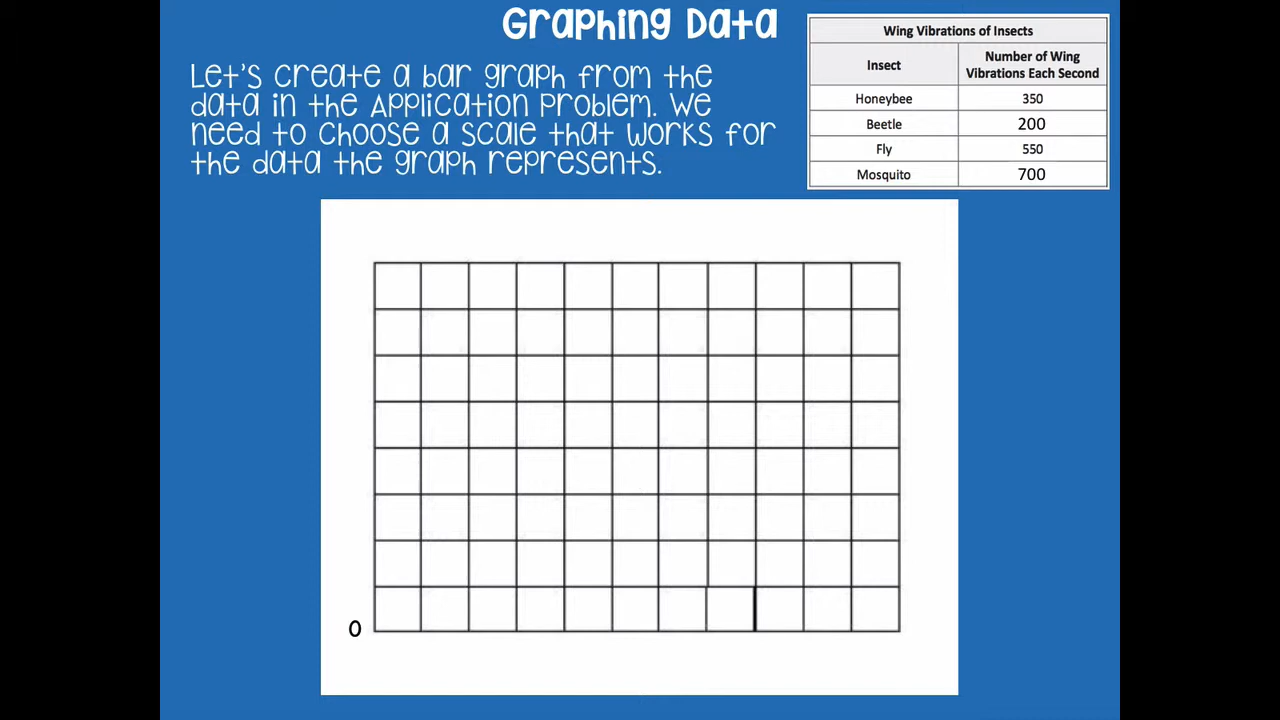 Graphing Data
Let's create a bar graph from the
data in the Application Problem. We
need to choose a scale that works for
the data the graph represents.
Wing Vibrations of Insects
Insect
Number of Wing
Vibrations Each Second
Honeybee 350
Beetle 200
Fly 550
Mosquito 700
0